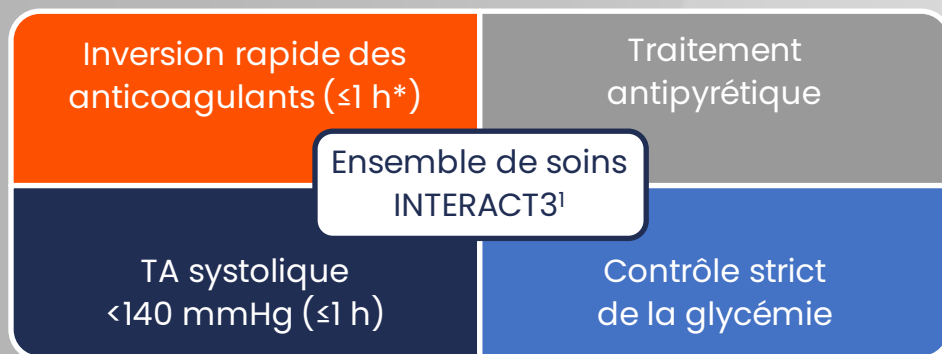 Inversion rapide des
anticoagulants (≤1 h*)
Traitement
antipyrétique
Ensemble de soins
INTERACT3¹
TA systolique
<140 mmHg (≤1 h)
Contrôle strict
de la glycémie